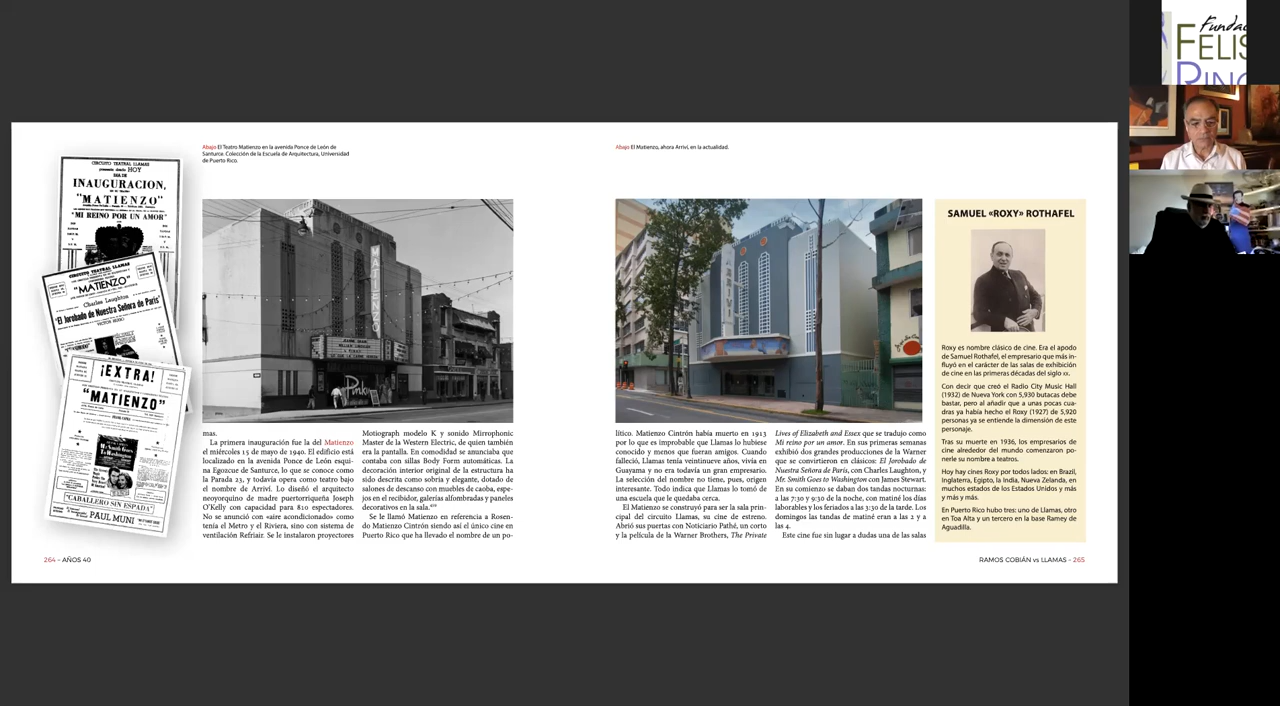 CIRCUITO TEATRAL LLAMAS
presenta desde HOY
INAUGURACION,
"MATIENZO"
"MI REINO POR UN AMOR"
CIRCUITO TEATRAL LLAMAS
"MATIENZO"
Charles Laughton
"El Jorobado de Nuestra Señora de París"
VICTOR HUGO
¡EXTRA!
"MATIENZO"
"CABALLERO SIN ESPADA"
PAUL MUNI
Abajo El Teatro Matienzo en la avenida Ponce de León de
Santurce. Colección de la Escuela de Arquitectura, Universidad
de Puerto Rico.
MATIENZO
mas.
La primera inauguración fue la del Matienzo
el miércoles 15 de mayo de 1940. El edificio está
localizado en la avenida Ponce de León esqui-
na Egozcue de Santurce, lo que se conoce como
la Parada 23, y todavía opera como teatro bajo
el nombre de Arriví. Lo diseñó el arquitecto
neoyorquino de madre puertorriqueña Joseph
O'Kelly con capacidad para 810 espectadores.
No se anunció con «aire acondicionado» como
tenía el Metro y el Riviera, sino con sistema de
ventilación Refriair. Se le instalaron proyectores
Motiograph modelo K y sonido Mirrophonic
Master de la Western Electric, de quien también
era la pantalla. En comodidad se anunciaba que
contaba con sillas Body Form automáticas. La
decoración interior original de la estructura ha
sido descrita como sobria y elegante, dotado de
salones de descanso con muebles de caoba, espe-
jos en el recibidor, galerías alfombradas y paneles
decorativos en la sala.
Se le llamó Matienzo en referencia a Rosen-
do Matienzo Cintrón siendo así el único cine en
Puerto Rico que ha llevado el nombre de un po-
264 – AÑOS 40
Abajo El Matienzo, ahora Arriví, en la actualidad.
ARRIVI
lítico. Matienzo Cintrón había muerto en 1913
por lo que es improbable que Llamas lo hubiese
conocido y menos que fueran amigos. Cuando
falleció, Llamas tenía veintinueve años, vivía en
Guayama y no era todavía un gran empresario.
La selección del nombre no tiene, pues, origen
interesante. Todo indica que Llamas lo tomó de
una escuela que le quedaba cerca.
El Matienzo se construyó para ser la sala prin-
cipal del circuito Llamas, su cine de estreno.
Abrió sus puertas con Noticiario Pathé, un corto
y la película de la Warner Brothers, The Private
Lives of Elizabeth and Essex que se tradujo como
Mi reino por un amor. En sus primeras semanas
exhibió dos grandes producciones de la Warner
que se convirtieron en clásicos: El Jorobado de
Nuestra Señora de París, con Charles Laughton, y
Mr. Smith Goes to Washington con James Stewart.
En su comienzo se daban dos tandas nocturnas:
a las 7:30 y 9:30 de la noche, con matiné los días
laborables y los feriados a las 3:30 de la tarde. Los
domingos las tandas de matiné eran a las 2 y a
las 4.
Este cine fue sin lugar a dudas una de las salas
SAMUEL «ROXY» ROTHAFEL
Roxy es nombre clásico de cine. Era el apodo
de Samuel Rothafel, el empresario que más in-
fluyó en el carácter de las salas de exhibición
de cine en las primeras décadas del siglo xx.
Con decir que creó el Radio City Music Hall
(1932) de Nueva York con 5,930 butacas debe
bastar, pero al añadir que a unas pocas cua-
dras ya había hecho el Roxy (1927) de 5,920
personas ya se entiende la dimensión de este
personaje.
Tras su muerte en 1936, los empresarios de
cine alrededor del mundo comenzaron po-
nerle su nombre a teatros.
Hoy hay cines Roxy por todos lados: en Brazil,
Inglaterra, Egipto, la India, Nueva Zelanda, en
muchos estados de los Estados Unidos y más
y más y más.
En Puerto Rico hubo tres: uno de Llamas, otro
en Toa Alta y un tercero en la base Ramey de
Aguadilla.
RAMOS COBIÁN vs LLAMAS – 265
Fundac
FELIS
RINC